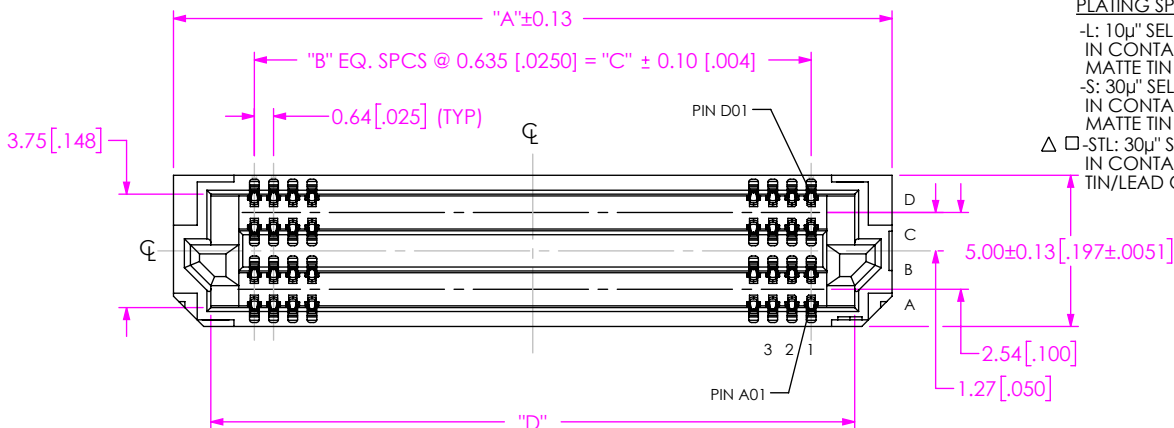 "A"±0.13
PLATING SP
"B" EQ. SPCS @ 0.635 [.0250] = "C" ± 0.10 [.004]
-L: 10µ" SEL
IN CONTA
MATTE TIN
-S: 30µ" SEL
IN CONTA
MATTE TIN
△ □ -STL: 30µ" S
IN CONTA
TIN/LEAD
0.64[.025] (TYP)
PIN D01
℄
3.75[.148]
D
C
℄
5.00±0.13[.197±.0051]
B
A
3 2 1
2.54[.100]
PIN A01
1.27[.050]
"D"